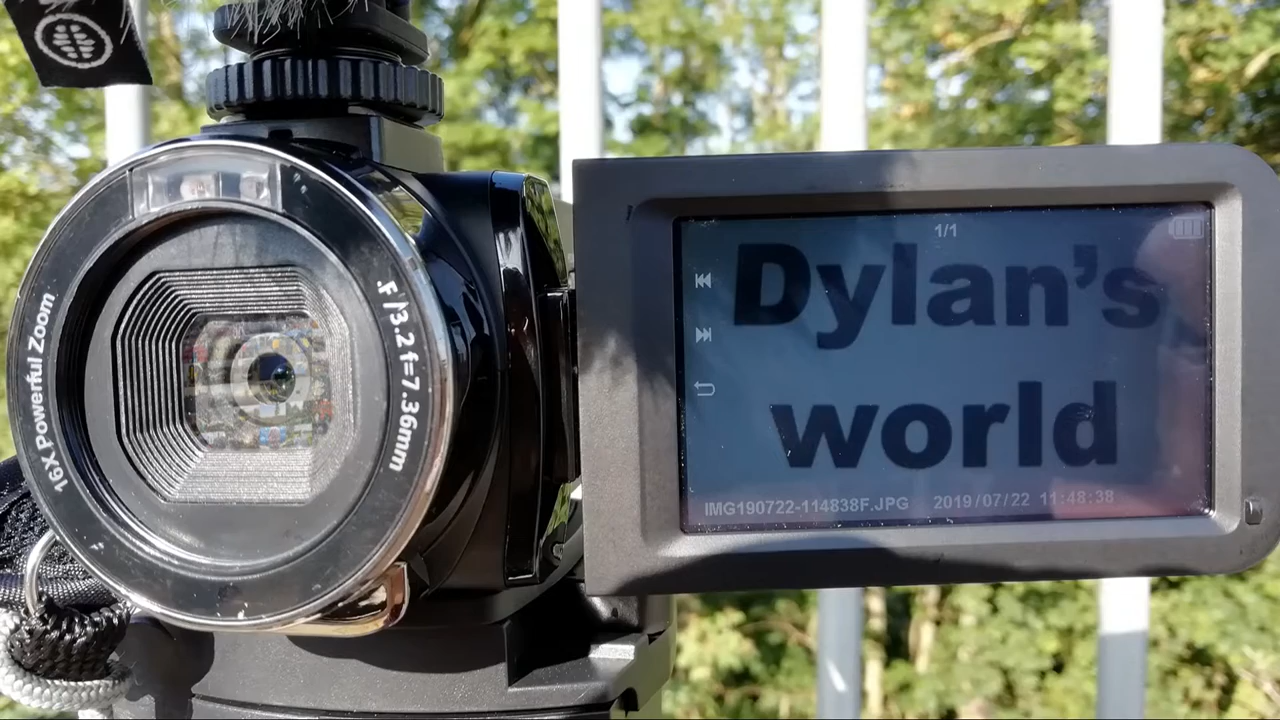 16X Powerful Zoom
F/3.2 f=7.36mm
1/1
Dylan's
world
IMG190722-114838F.JPG 2019/07/22 11:48:38